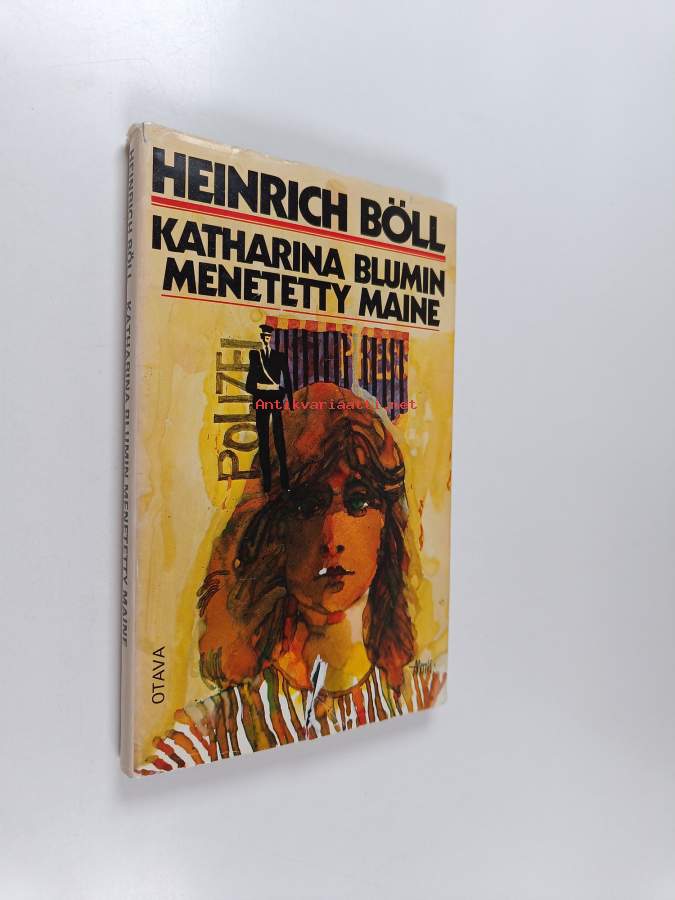 HEINRICH BÖLL
KATHARINA BLUMIN
MENETETTY MAINE
POLIZEI
Antikvariaatti.net
OTAVA
HEINRICH BÖLL KATHARINA BLUMIN MENETETTY MAINE